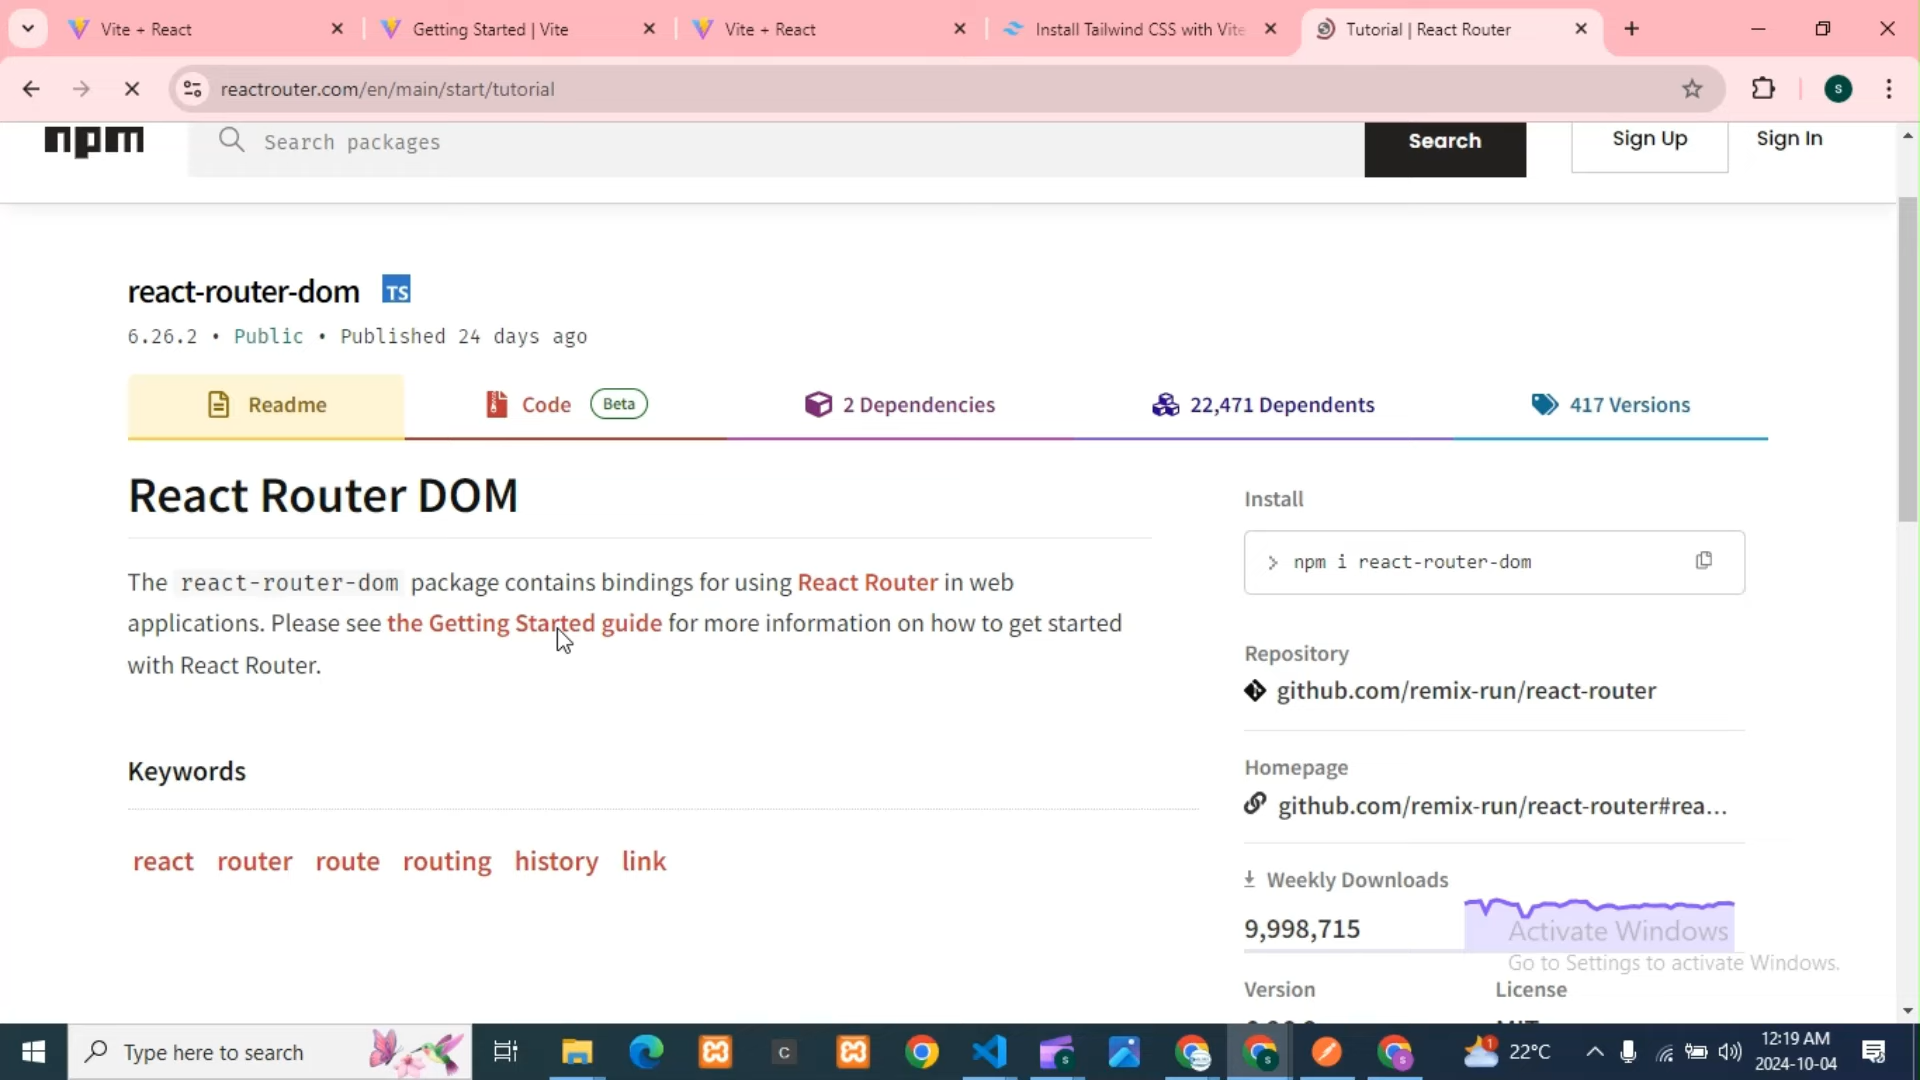 Vite + React
Getting Started | Vite
Vite + React
Install Tailwind CSS with Vite
Tutorial | React Router
reactrouter.com/en/main/start/tutorial
S
npm
Search packages
Search
Sign Up
Sign In
react-router-dom TS
6.26.2 • Public • Published 24 days ago
Readme
Code Beta
2 Dependencies
22,471 Dependents
417 Versions
React Router DOM
The react-router-dom package contains bindings for using React Router in web
applications. Please see the Getting Started guide for more information on how to get started
with React Router.
Keywords
react router route routing history link
Install
> npm i react-router-dom
Repository
github.com/remix-run/react-router
Homepage
github.com/remix-run/react-router#rea...
Weekly Downloads
9,998,715
Version
License
Activate Windows
Go to Settings to activate Windows.
Type here to search
22°C
12:19 AM
2024-10-04